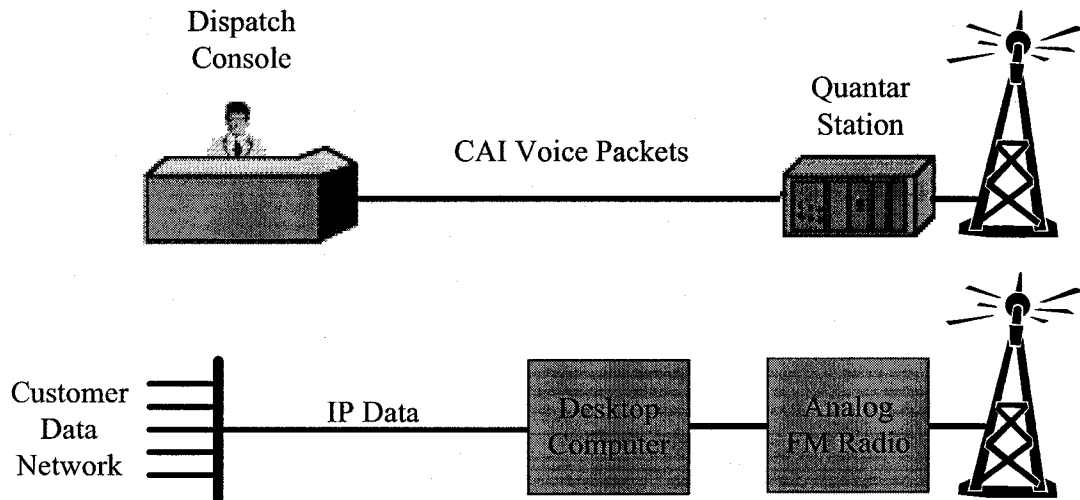 Dispatch
Console
CAI Voice Packets
Quantar
Station
Customer
Data
Network
IP Data
Desktop
Computer
Analog
FM Radio